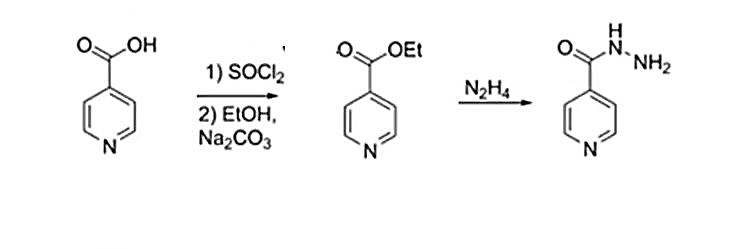 O OH
1) SOCl2
2) EtOH,
Na2CO3
N
O OEt
N
N2H4
O H
N
NH2
N